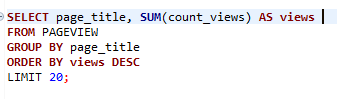 SELECT page_title, SUM(count_views) AS views
FROM PAGEVIEW
GROUP BY page_title
ORDER BY views DESC
LIMIT 20;